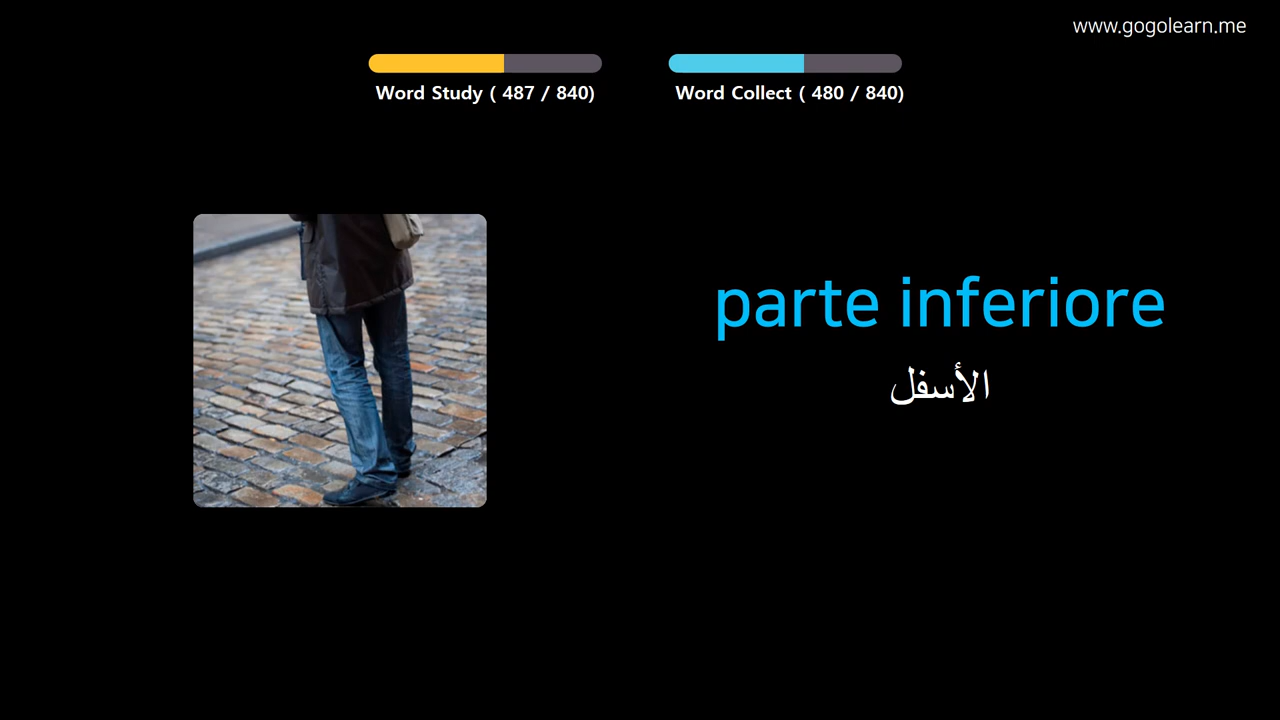 www.gogolearn.me
Word Study ( 487 / 840)
Word Collect ( 480 / 840)
parte inferiore
الأسفل